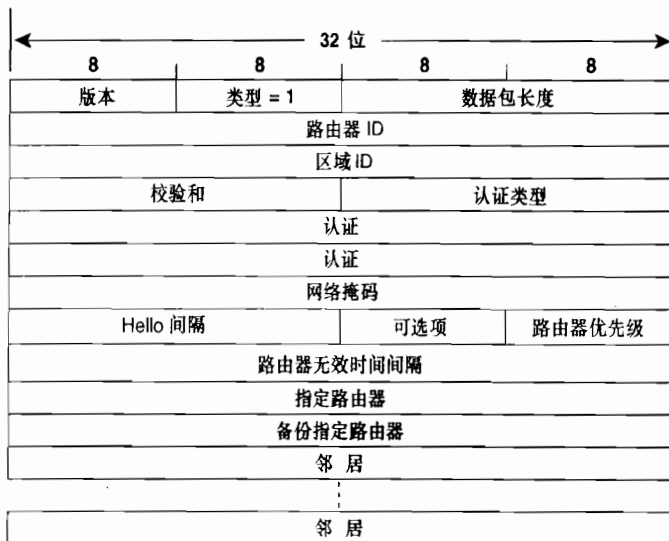 32 位
8 8 8 8
版本 类型 = 1 数据包长度
路由器 ID
区域 ID
校验和 认证类型
认证
认证
网络掩码
Hello 间隔 可选项 路由器优先级
路由器无效时间间隔
指定路由器
备份指定路由器
邻 居
邻 居